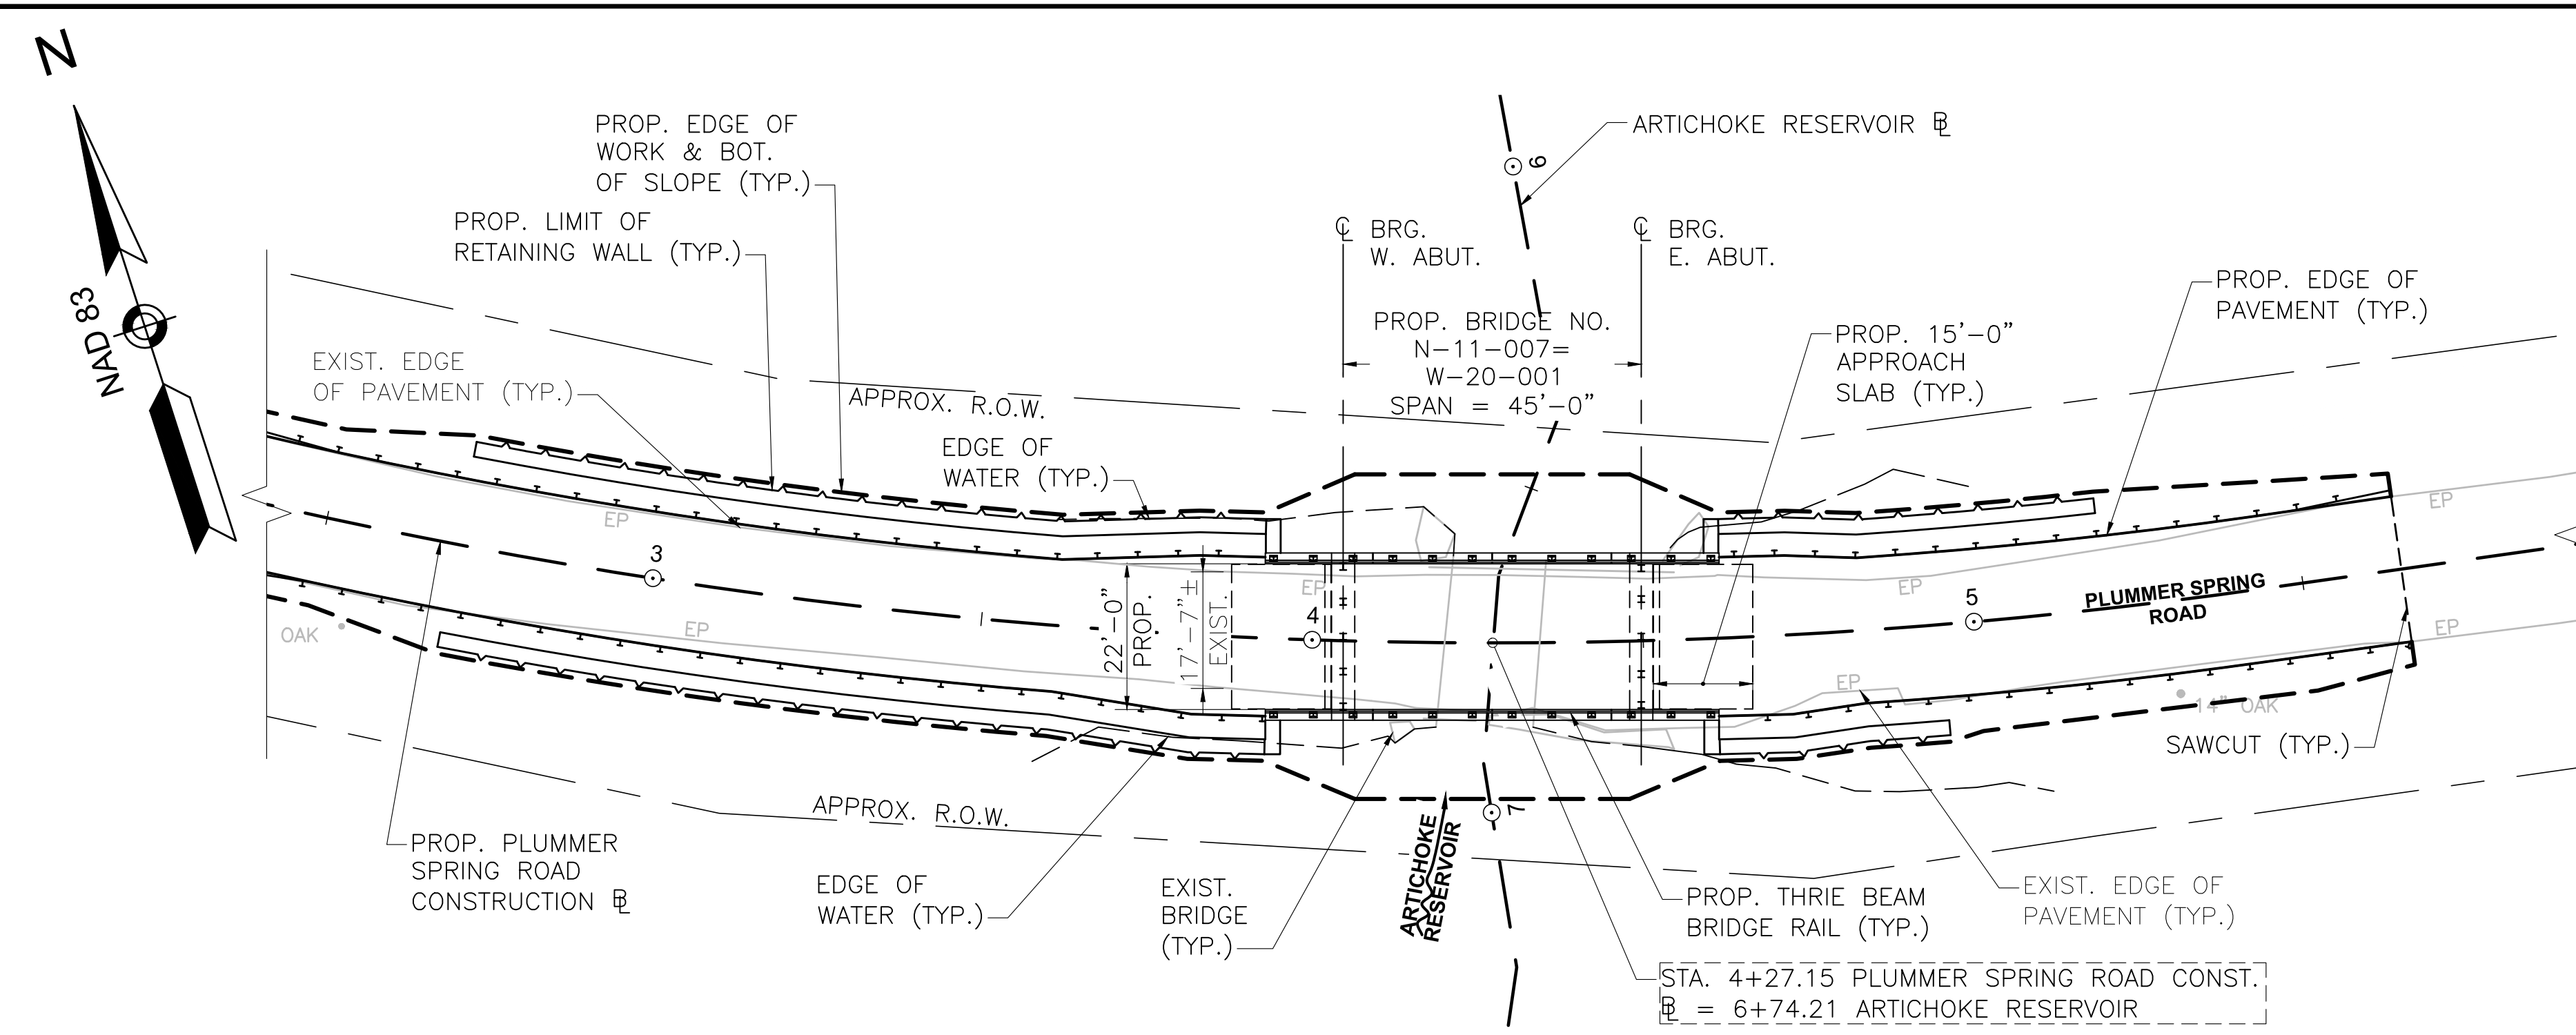 N
NAD 83
PROP. EDGE OF
WORK & BOT.
OF SLOPE (TYP.)
PROP. LIMIT OF
RETAINING WALL (TYP.)
EXIST. EDGE
OF PAVEMENT (TYP.)
APPROX. R.O.W.
EDGE OF
WATER (TYP.)
ARTICHOKE RESERVOIR ⅊
6
℄ BRG.
W. ABUT.
℄ BRG.
E. ABUT.
PROP. BRIDGE NO.
N-11-007=
W-20-001
SPAN = 45'-0"
PROP. 15'-0"
APPROACH
SLAB (TYP.)
PROP. EDGE OF
PAVEMENT (TYP.)
EP
EP
EP
EP
EP
EP
EP
OAK
3
4
5
22'-0"
PROP.
17'-7"±
EXIST.
PLUMMER SPRING
ROAD
14" OAK
SAWCUT (TYP.)
APPROX. R.O.W.
7
ARTICHOKE
RESERVOIR
PROP. PLUMMER
SPRING ROAD
CONSTRUCTION ⅊
EDGE OF
WATER (TYP.)
EXIST.
BRIDGE
(TYP.)
PROP. THRIE BEAM
BRIDGE RAIL (TYP.)
EXIST. EDGE OF
PAVEMENT (TYP.)
STA. 4+27.15 PLUMMER SPRING ROAD CONST.
⅊ = 6+74.21 ARTICHOKE RESERVOIR